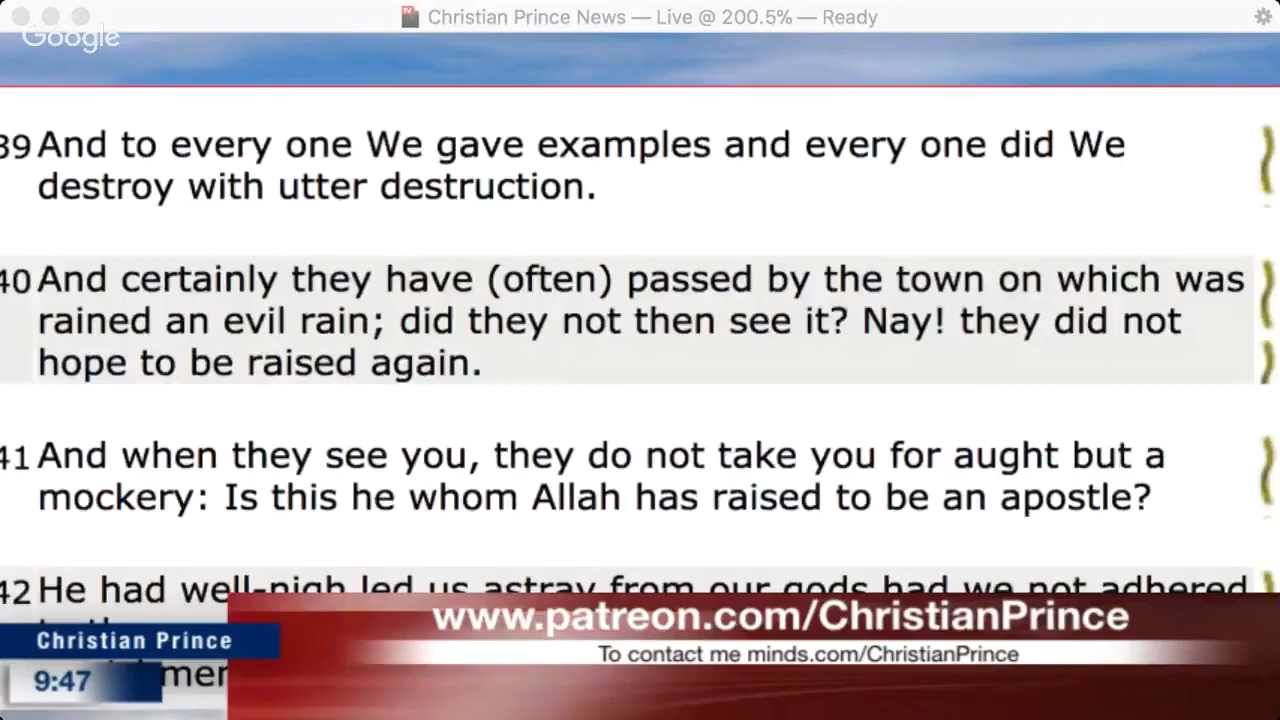 Christian Prince News — Live @ 200.5% — Ready
Google
39 And to every one We gave examples and every one did We
destroy with utter destruction.
40 And certainly they have (often) passed by the town on which was
rained an evil rain; did they not then see it? Nay! they did not
hope to be raised again.
41 And when they see you, they do not take you for aught but a
mockery: Is this he whom Allah has raised to be an apostle?
42 He had well-nigh led us astray from our gods had we not adhered
www.patreon.com/ChristianPrince
Christian Prince
To contact me minds.com/ChristianPrince
9:47